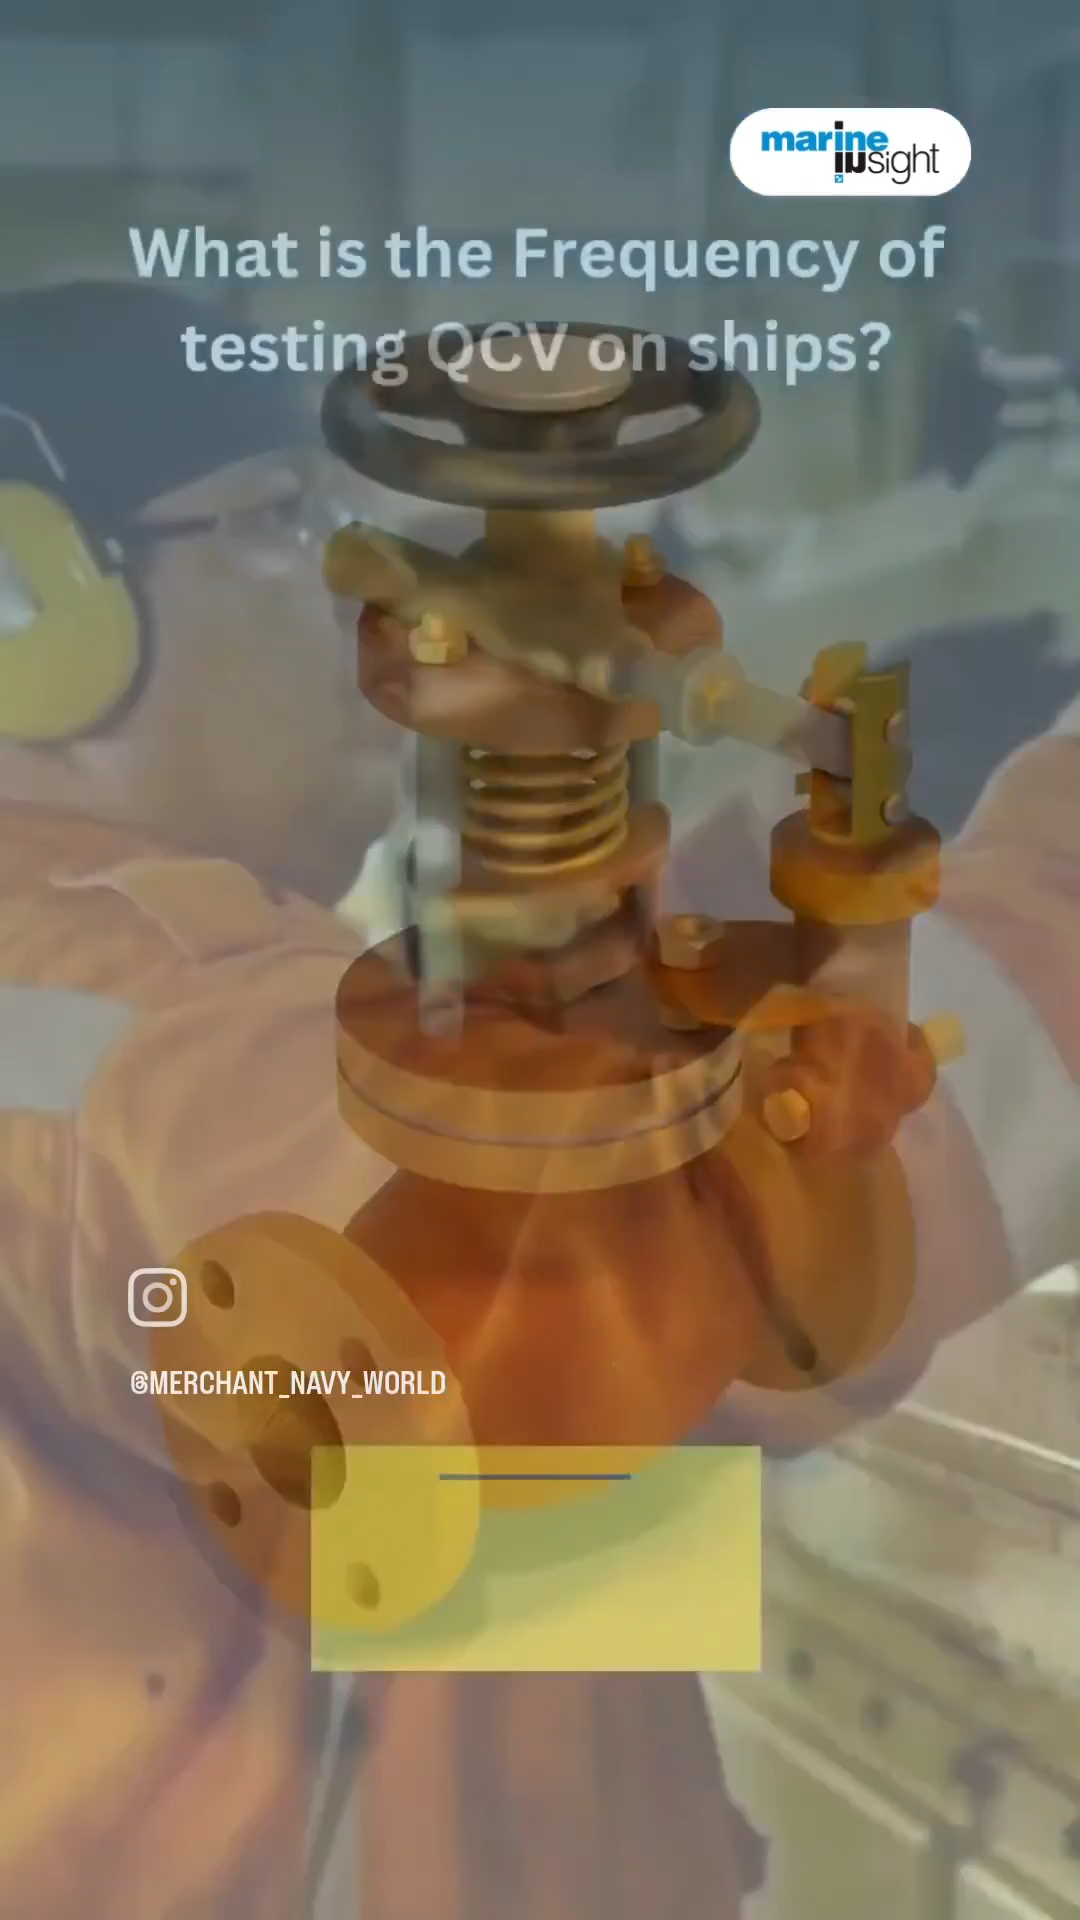 marine
insight
What is the Frequency of
testing QCV on ships?
@MERCHANT_NAVY_WORLD